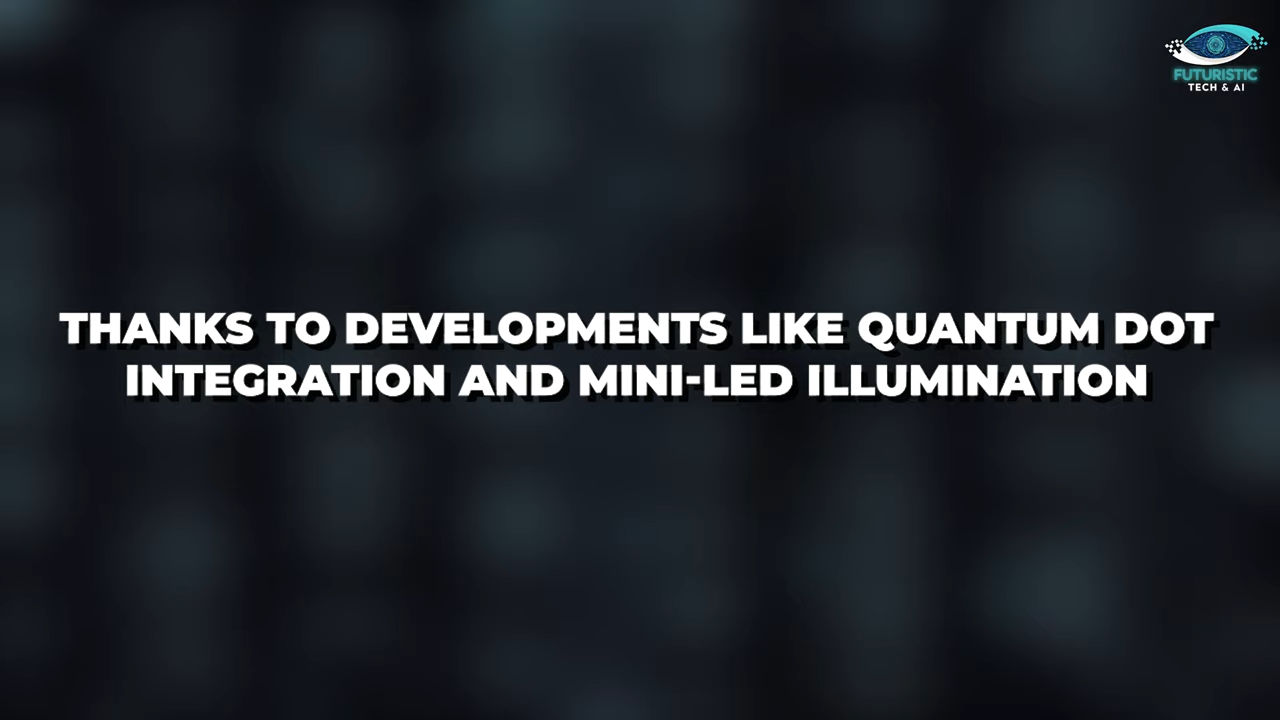 FUTURISTIC
TECH & AI
THANKS TO DEVELOPMENTS LIKE QUANTUM DOT
INTEGRATION AND MINI-LED ILLUMINATION